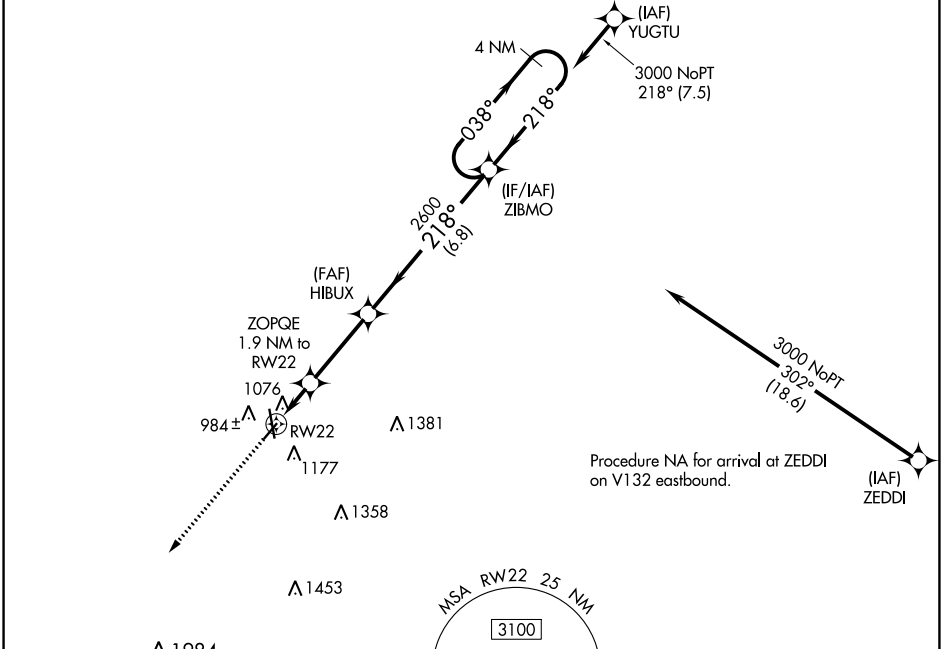 (IAF)
YUGTU
4 NM
3000 NoPT
218° (7.5)
038°
218°
(IF/IAF)
ZIBMO
2600
218°
(6.8)
(FAF)
HIBUX
ZOPQE
1.9 NM to
RW22
1076
984±
RW22
1381
1177
3000 NoPT
302°
(18.6)
Procedure NA for arrival at ZEDDI
on V132 eastbound.
(IAF)
ZEDDI
1358
1453
MSA RW22 25 NM
3100
1984